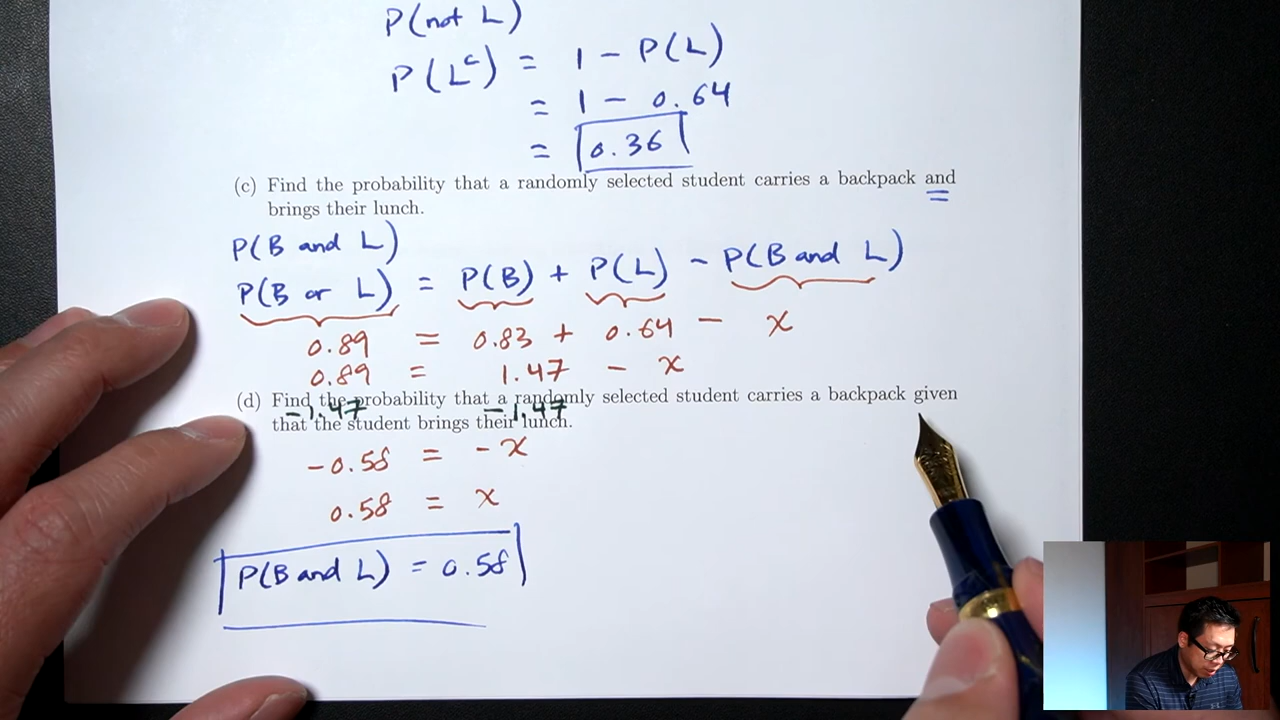 P(not L)
P(Lᶜ) = 1 - P(L)
= 1 - 0.64
= 0.36
(c) Find the probability that a randomly selected student carries a backpack and
brings their lunch.
P(B and L)
P(B or L) = P(B) + P(L) - P(B and L)
0.89 = 0.83 + 0.64 - x
0.89 = 1.47 - x
(d) Find the probability that a randomly selected student carries a backpack given
-1.47 -1.47
that the student brings their lunch.
-0.58 = -x
0.58 = x
P(B and L) = 0.58